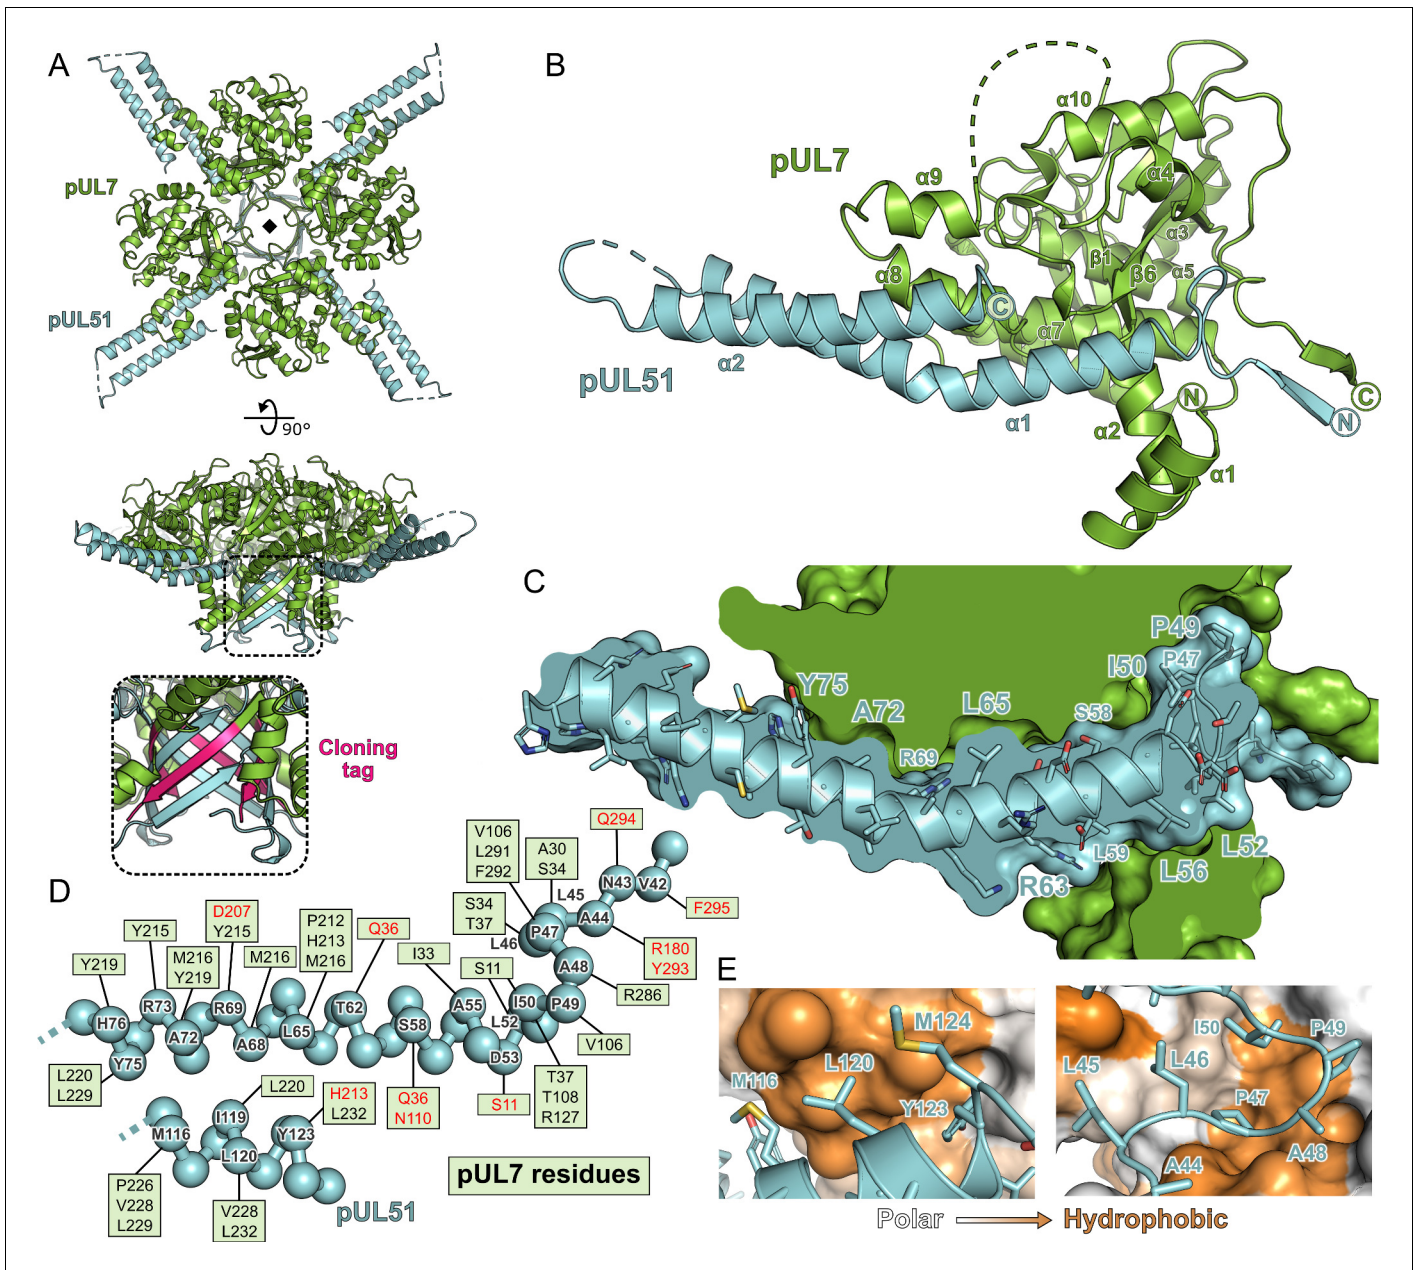 A
pUL7
pUL51
90°
Cloning
tag
B
pUL7
pUL51
α10
α9
α4
α3
β1
β6
α5
α8
C
α7
α2
α1
N
α2
α1
C
N
C
P49
P47
I50
Y75
A72
L65
S58
R69
L59
R63
L56
L52
D
V106
L291
F292
A30
S34
Q294
L45
N43
V42
F295
S34
T37
P47
A44
L46
R180
Y293
A48
R286
D207
Y215
P212
H213
M216
Q36
Y215
M216
Y219
M216
I33
S11
Y219
H76
R73
A72
R69
A68
L65
T62
S58
A55
L52
I50
P49
D53
Y75
V106
L220
L229
Q36
N110
S11
T37
T108
R127
L220
H213
L232
M116
I119
L120
Y123
P226
V228
L229
V228
L232
pUL51
pUL7 residues
E
M124
L120
M116
Y123
I50
P49
L45
L46
P47
A44
A48
Polar
Hydrophobic